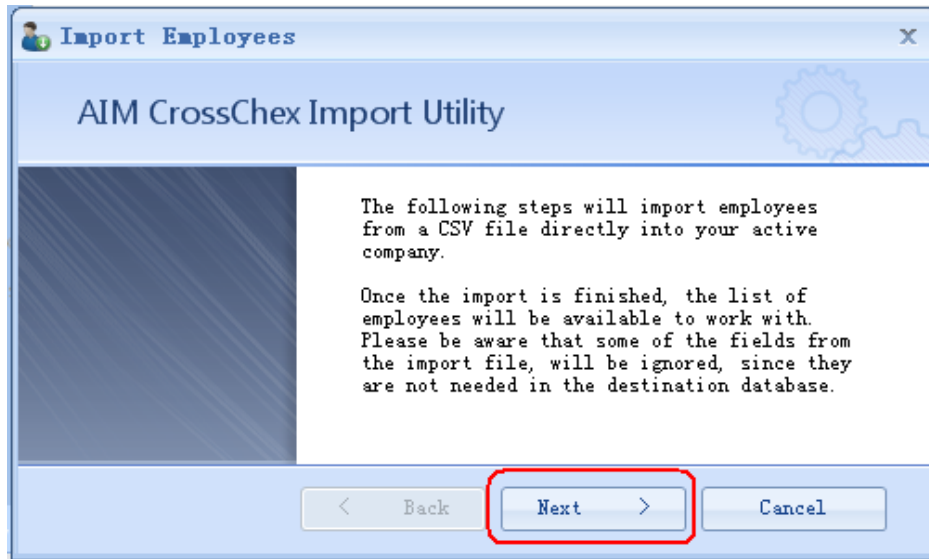 Import Employees
AIM CrossChex Import Utility
The following steps will import employees
from a CSV file directly into your active
company.
Once the import is finished, the list of
employees will be available to work with.
Please be aware that some of the fields from
the import file, will be ignored, since they
are not needed in the destination database.
< Back
Next >
Cancel